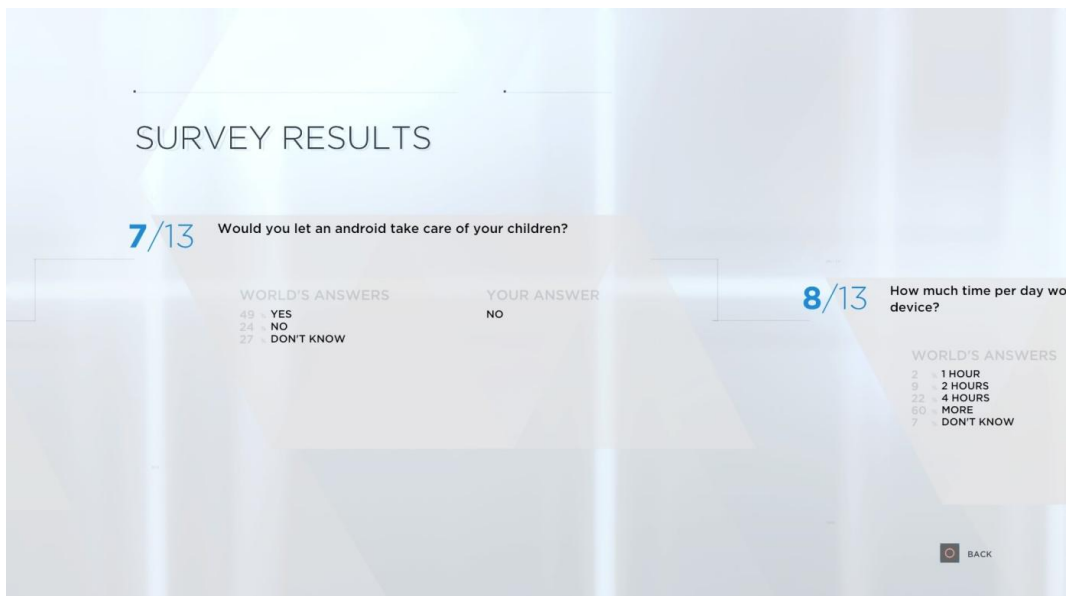 SURVEY RESULTS
7/13
Would you let an android take care of your children?
WORLD'S ANSWERS
YOUR ANSWER
49 % YES
NO
24 % NO
27 % DON'T KNOW
8/13
How much time per day wo
device?
WORLD'S ANSWERS
2 % 1 HOUR
9 % 2 HOURS
22 % 4 HOURS
60 % MORE
7 % DON'T KNOW
BACK